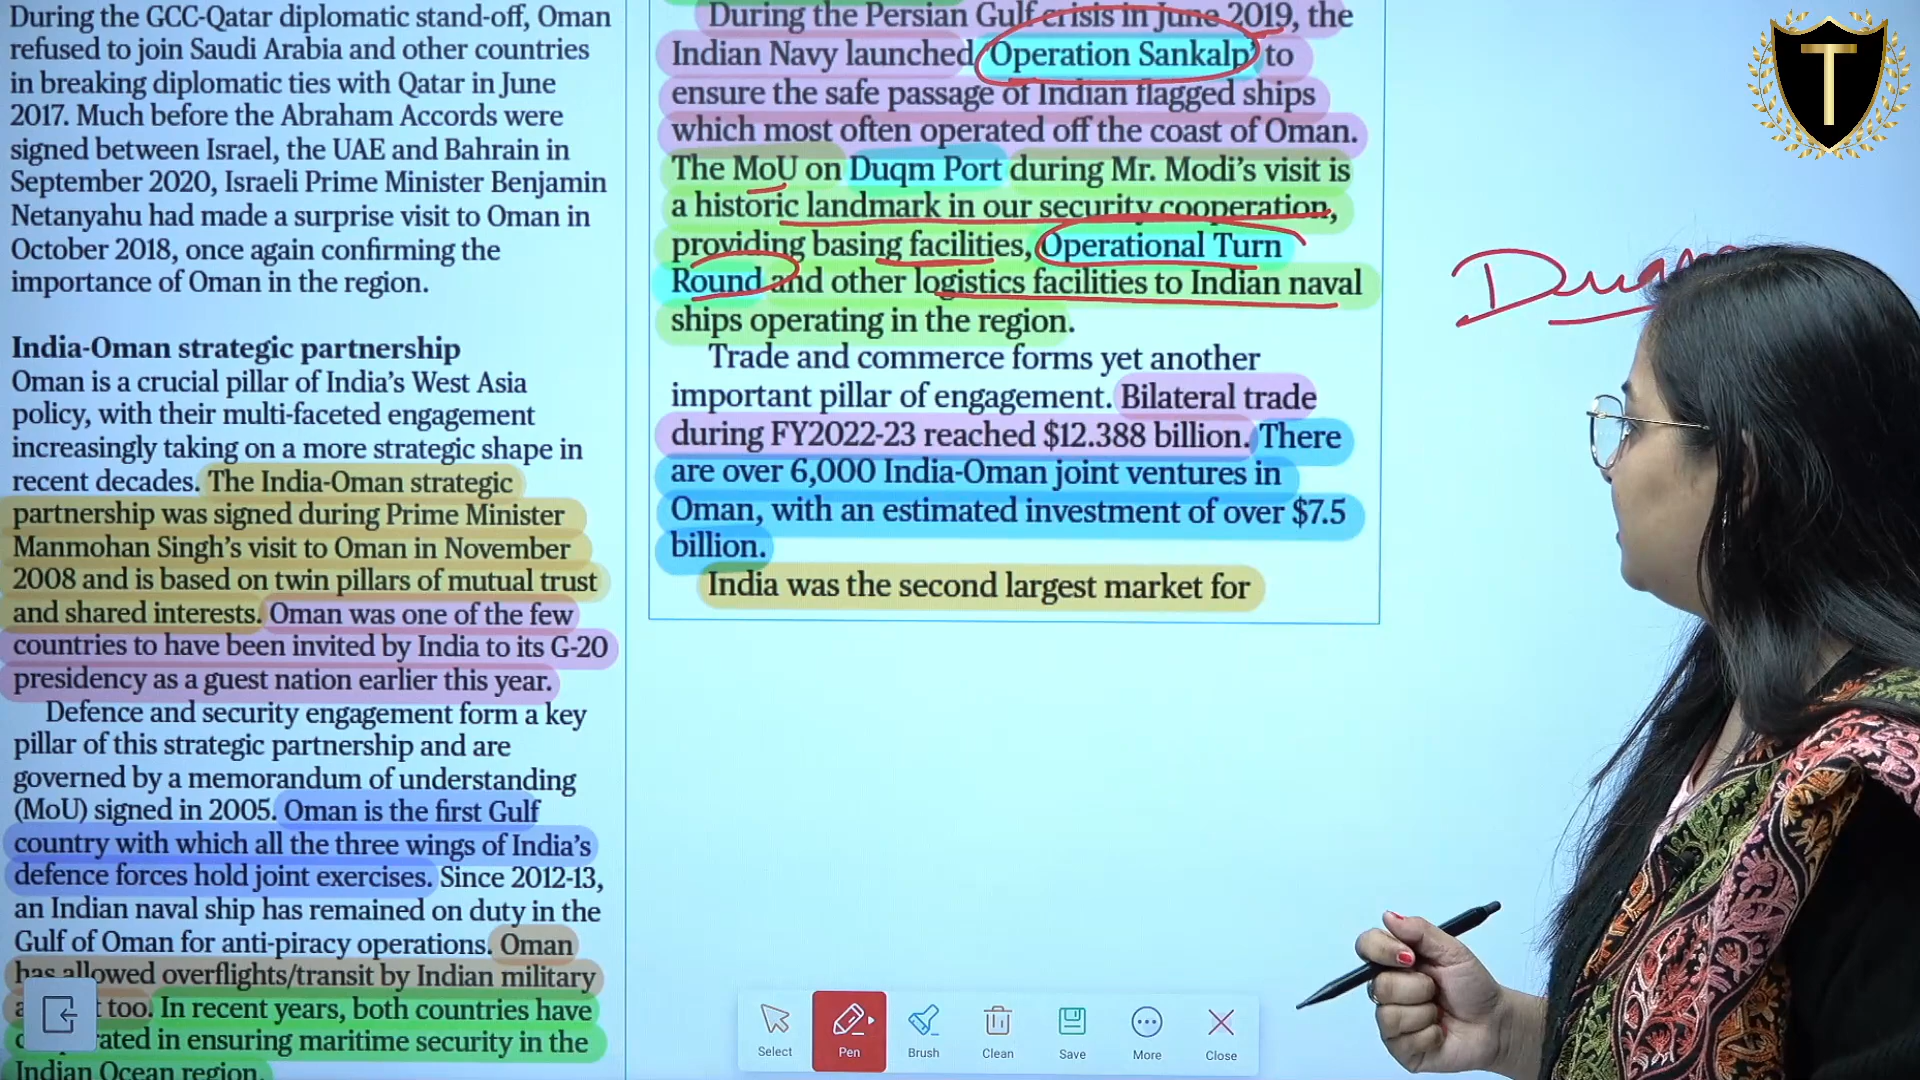 During the GCC-Qatar diplomatic stand-off, Oman
refused to join Saudi Arabia and other countries
in breaking diplomatic ties with Qatar in June
2017. Much before the Abraham Accords were
signed between Israel, the UAE and Bahrain in
September 2020, Israeli Prime Minister Benjamin
Netanyahu had made a surprise visit to Oman in
October 2018, once again confirming the
importance of Oman in the region.
India-Oman strategic partnership
Oman is a crucial pillar of India's West Asia
policy, with their multi-faceted engagement
increasingly taking on a more strategic shape in
recent decades. The India-Oman strategic
partnership was signed during Prime Minister
Manmohan Singh's visit to Oman in November
2008 and is based on twin pillars of mutual trust
and shared interests. Oman was one of the few
countries to have been invited by India to its G-20
presidency as a guest nation earlier this year.
Defence and security engagement form a key
pillar of this strategic partnership and are
governed by a memorandum of understanding
(MoU) signed in 2005. Oman is the first Gulf
country with which all the three wings of India's
defence forces hold joint exercises. Since 2012-13,
an Indian naval ship has remained on duty in the
Gulf of Oman for anti-piracy operations. Oman
has allowed overflights/transit by Indian military
too. In recent years, both countries have
in ensuring maritime security in the
Indian Ocean region.
During the Persian Gulf crisis in June 2019, the
Indian Navy launched 'Operation Sankalp' to
ensure the safe passage of Indian flagged ships
which most often operated off the coast of Oman.
The MoU on Duqm Port during Mr. Modi's visit is
a historic landmark in our security cooperation,
providing basing facilities, Operational Turn
Round and other logistics facilities to Indian naval
ships operating in the region.
Trade and commerce forms yet another
important pillar of engagement. Bilateral trade
during FY2022-23 reached $12.388 billion. There
are over 6,000 India-Oman joint ventures in
Oman, with an estimated investment of over $7.5
billion.
India was the second largest market for
T
Select
Pen
Brush
Clean
Save
More
Close